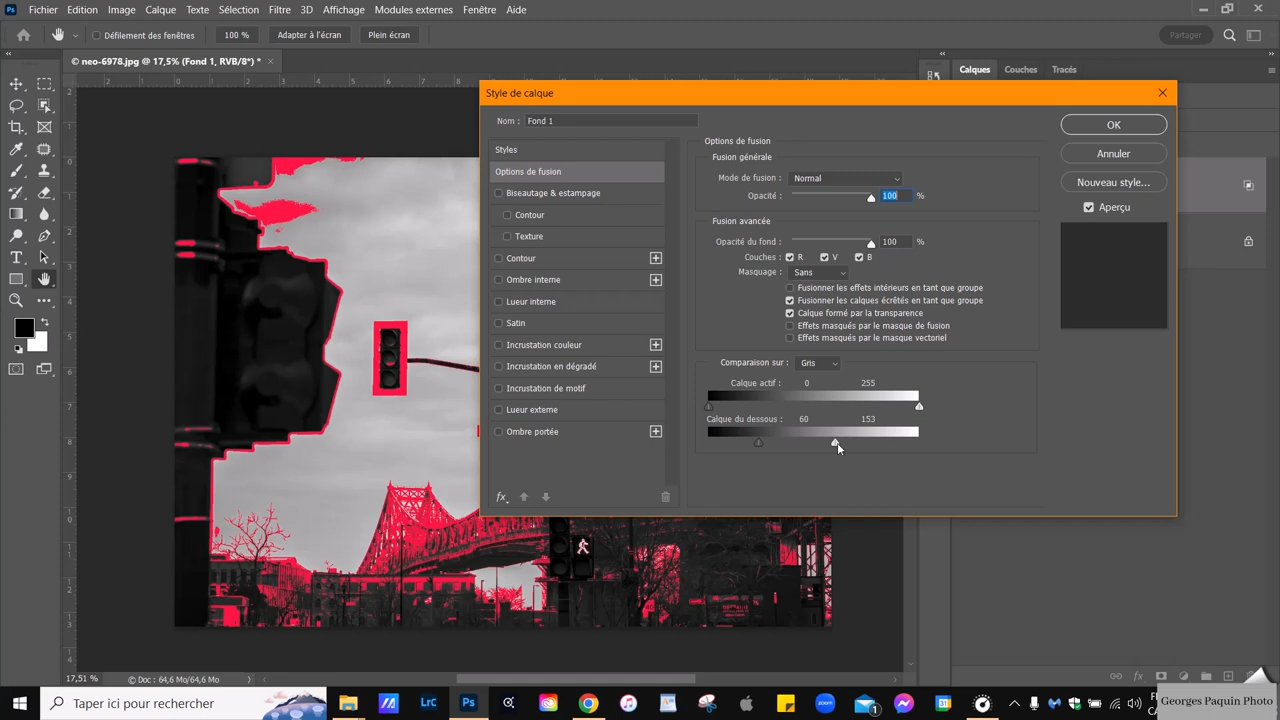 Ps Fichier Edition Image Calque Texte Sélection Filtre 3D Affichage Modules externes Fenêtre Aide
Défilement des fenêtres 100 % Adapter à l'écran Plein écran Partager
© neo-6978.jpg @ 17,5% (Fond 1, RVB/8*) *
Calques Couches Tracés
Style de calque
Nom : Fond 1
Styles
Options de fusion
Biseautage & estampage
Contour
Texture
Contour
Ombre interne
Lueur interne
Satin
Incrustation couleur
Incrustation en dégradé
Incrustation de motif
Lueur externe
Ombre portée
fx
Options de fusion
Fusion générale
Mode de fusion : Normal
Opacité : 100 %
Fusion avancée
Opacité du fond : 100 %
Couches : R V B
Masquage : Sans
Fusionner les effets intérieurs en tant que groupe
Fusionner les calques écrêtés en tant que groupe
Calque formé par la transparence
Effets masqués par le masque de fusion
Effets masqués par le masque vectoriel
Comparaison sur : Gris
Calque actif : 0 255
Calque du dessous : 60 153
OK
Annuler
Nouveau style...
Aperçu
17,51 % © Doc : 64,6 Mo/64,6 Mo
fx
Taper ici pour rechercher
LrC Ps zoom 1
Georges Paquin Photo